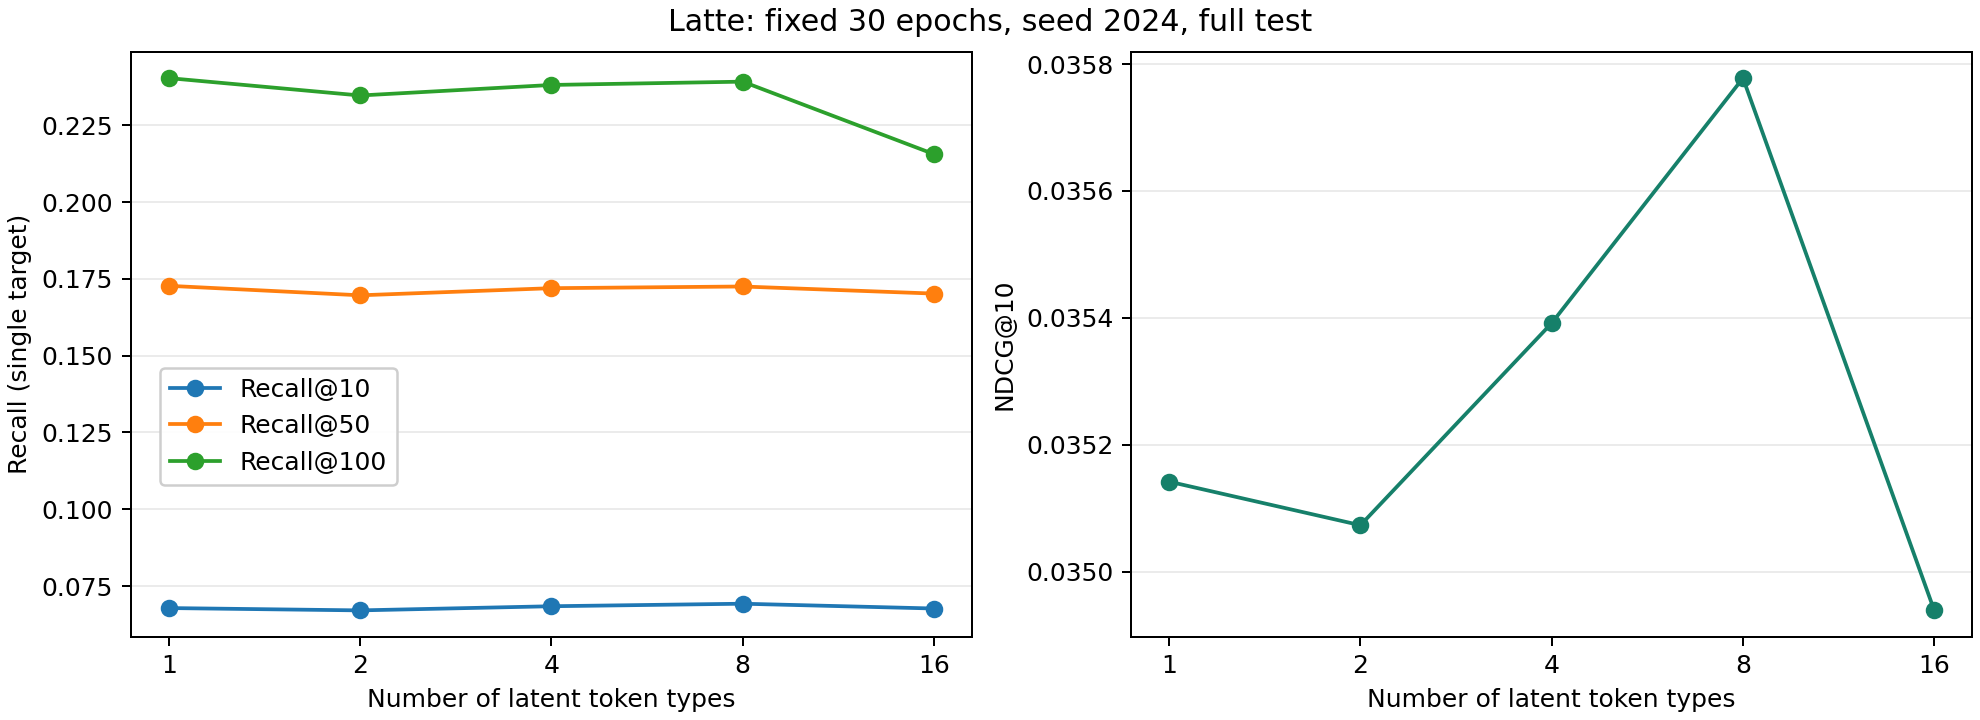 Latte: fixed 30 epochs, seed 2024, full test
Recall (single target)
0.225
0.200
0.175
0.150
0.125
0.100
0.075
Recall@10
Recall@50
Recall@100
1 2 4 8 16
Number of latent token types
NDCG@10
0.0358
0.0356
0.0354
0.0352
0.0350
1 2 4 8 16
Number of latent token types